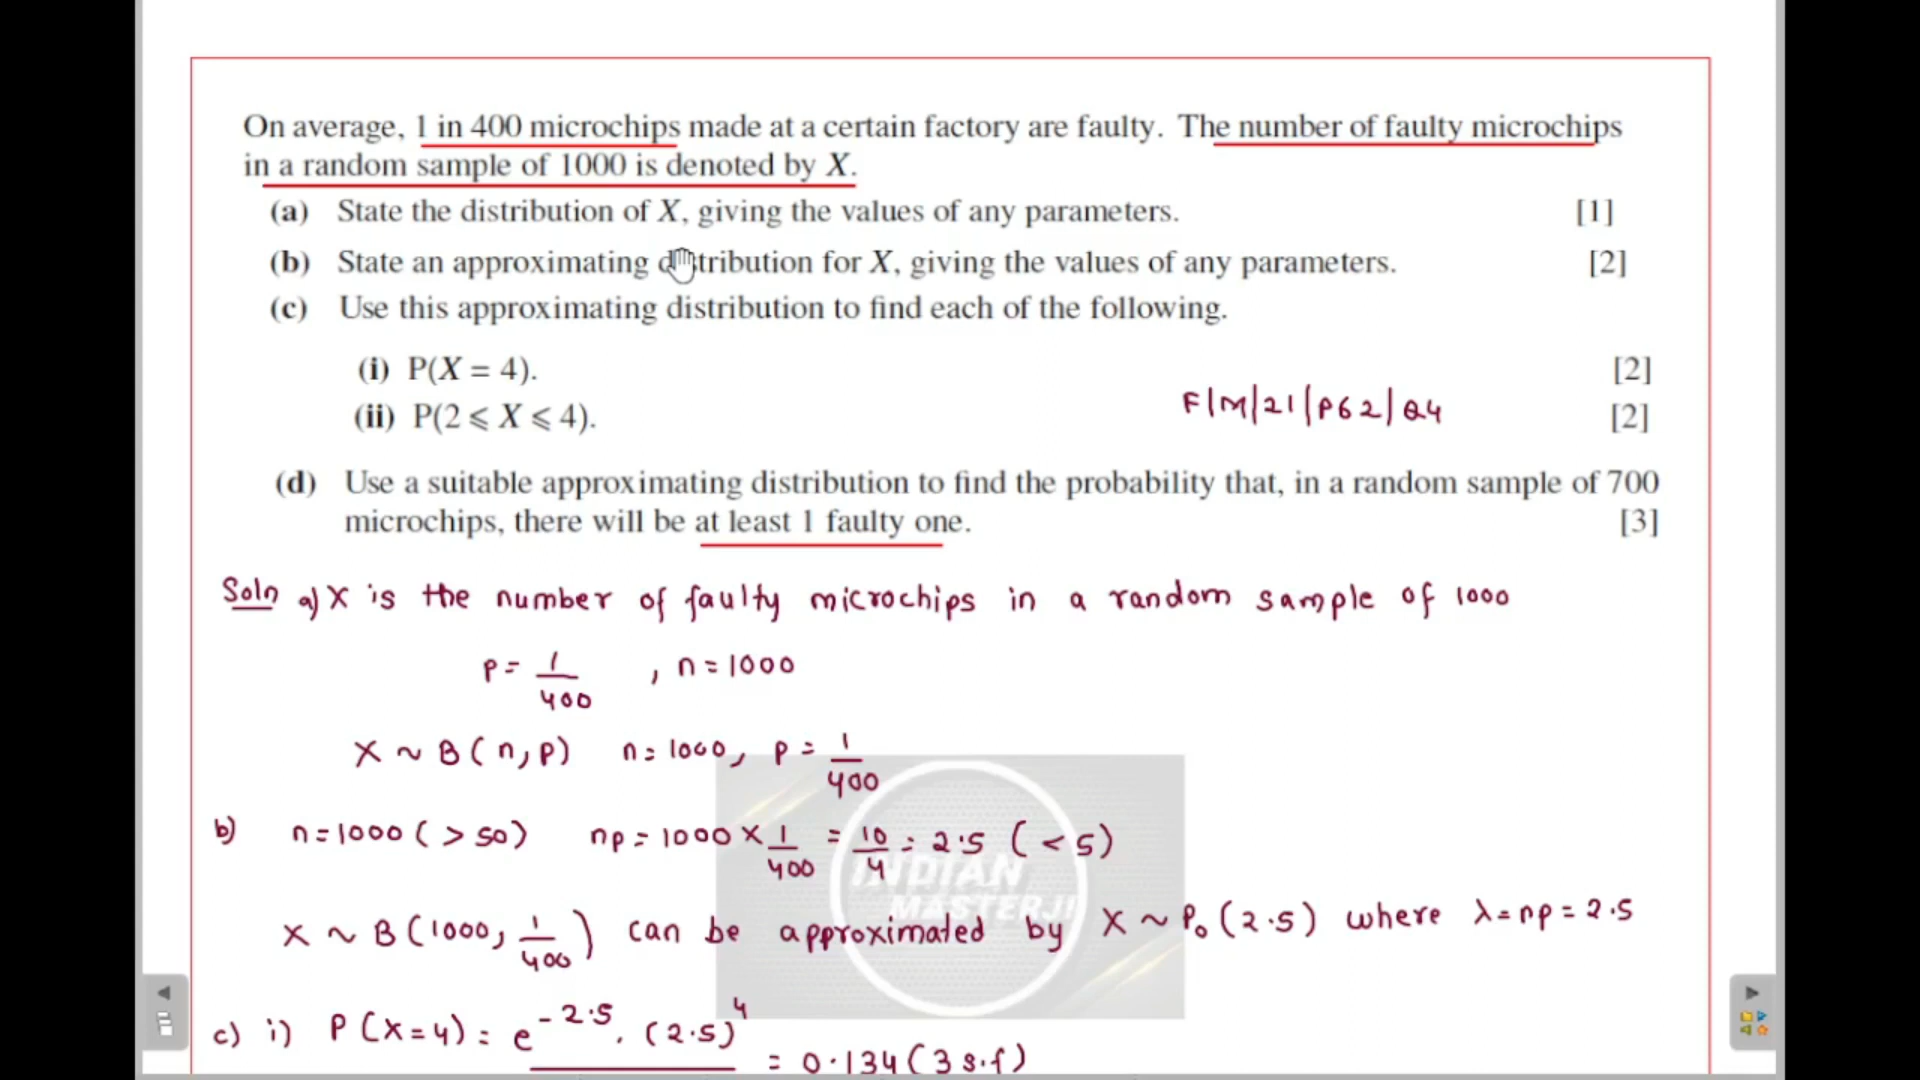 On average, 1 in 400 microchips made at a certain factory are faulty. The number of faulty microchips
in a random sample of 1000 is denoted by X.
(a) State the distribution of X, giving the values of any parameters. [1]
(b) State an approximating distribution for X, giving the values of any parameters. [2]
(c) Use this approximating distribution to find each of the following.
(i) P(X = 4). [2]
F/M/21/P62/Q4
(ii) P(2 ⩽ X ⩽ 4). [2]
(d) Use a suitable approximating distribution to find the probability that, in a random sample of 700
microchips, there will be at least 1 faulty one. [3]
Soln a) X is the number of faulty microchips in a random sample of 1000
p = 1/400 , n = 1000
X ~ B(n, p) n = 1000, p = 1/400
b) n = 1000 (> 50) np = 1000 × 1/400 = 10/4 = 2.5 (< 5)
INDIAN
MASTERJI
X ~ B(1000, 1/400) can be approximated by X ~ P₀(2.5) where λ = np = 2.5
c) i) P(X = 4) = e^-2.5 . (2.5)^4 = 0.134 (3 s.f)